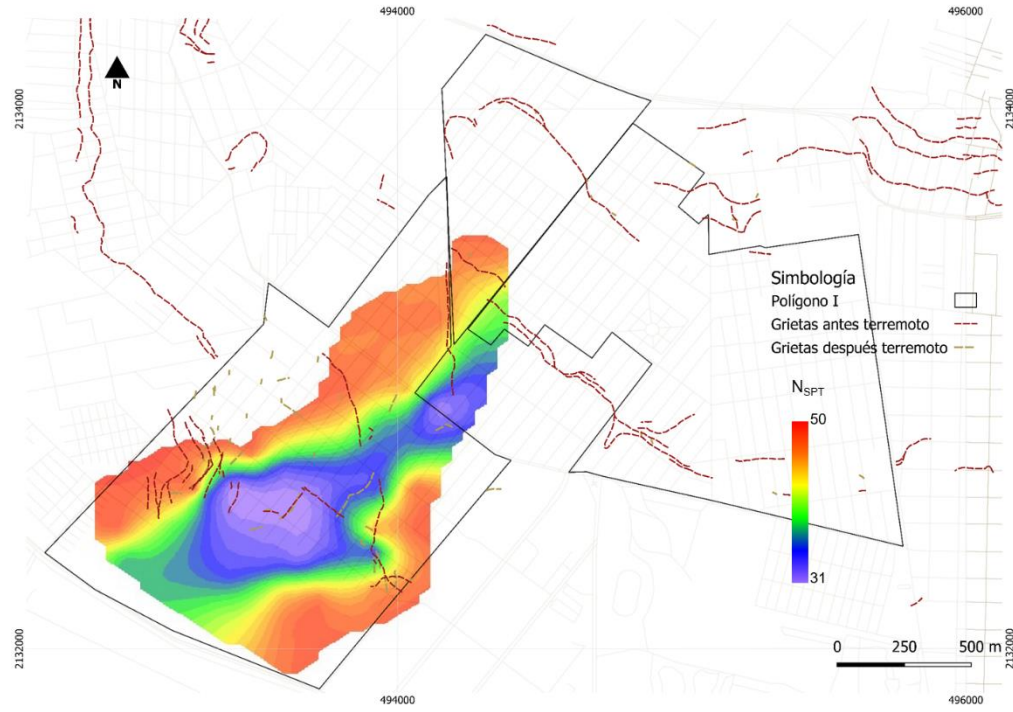 494000
496000
N
2134000
2134000
Simbología
Polígono I
Grietas antes terremoto
Grietas después terremoto
N_SPT
50
31
2132000
2132000
0 250 500 m
494000
496000